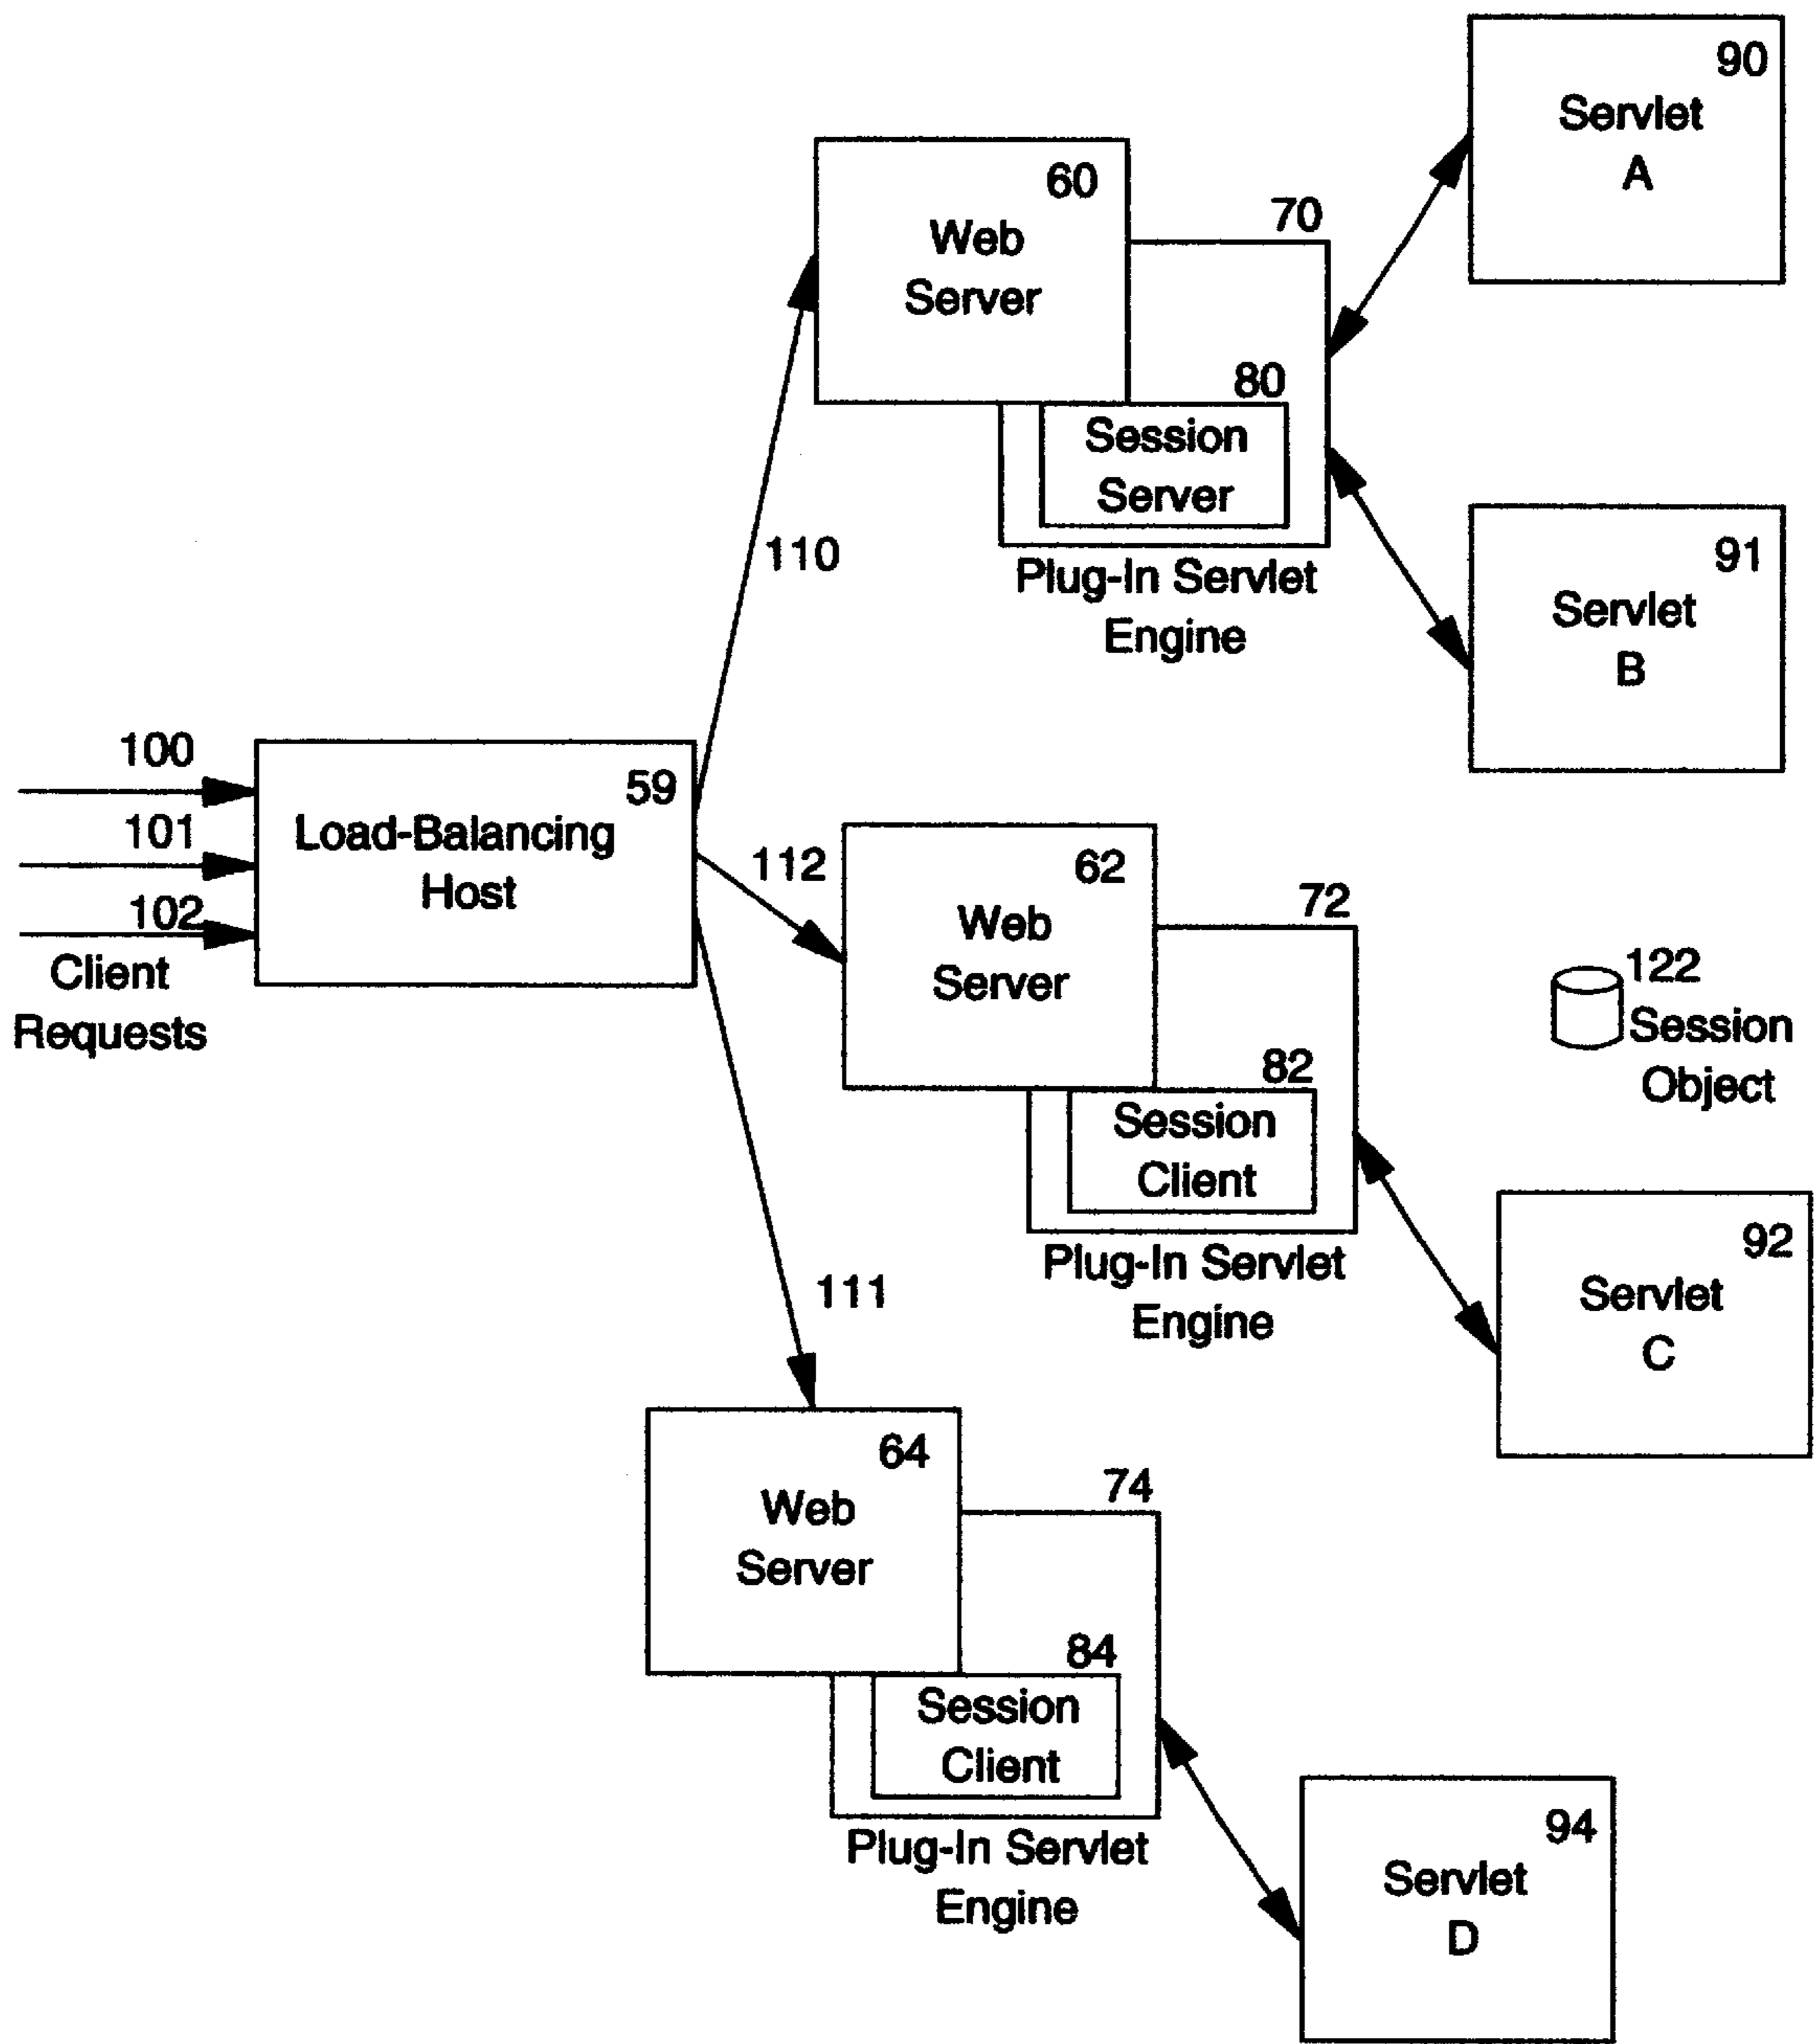 90
Servlet
A
60
Web
Server
70
80
Session
Server
110
Plug-In Servlet
Engine
91
Servlet
B
100
101
102
Client
Requests
59
Load-Balancing
Host
112
62
Web
Server
72
82
Session
Client
Plug-In Servlet
Engine
122
Session
Object
92
Servlet
C
111
64
Web
Server
74
84
Session
Client
Plug-In Servlet
Engine
94
Servlet
D